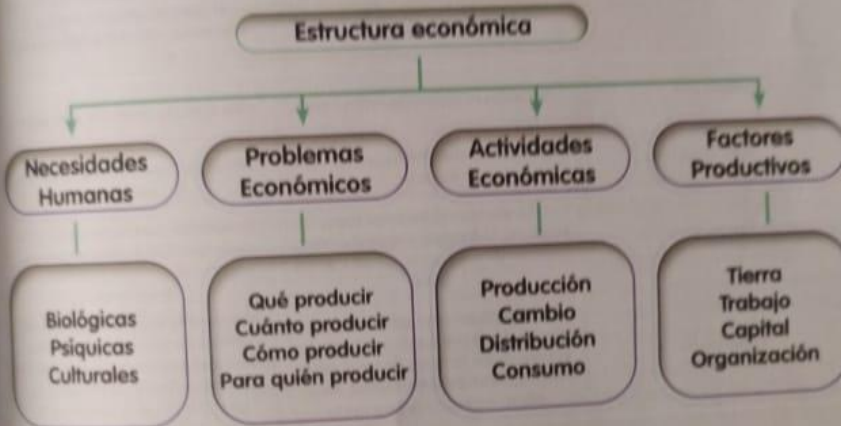 Estructura económica
Necesidades
Humanas
Problemas
Económicos
Actividades
Económicas
Factores
Productivos
Biológicas
Psiquicas
Culturales
Qué producir
Cuánto producir
Cómo producir
Para quién producir
Producción
Cambio
Distribución
Consumo
Tierra
Trabajo
Capital
Organización